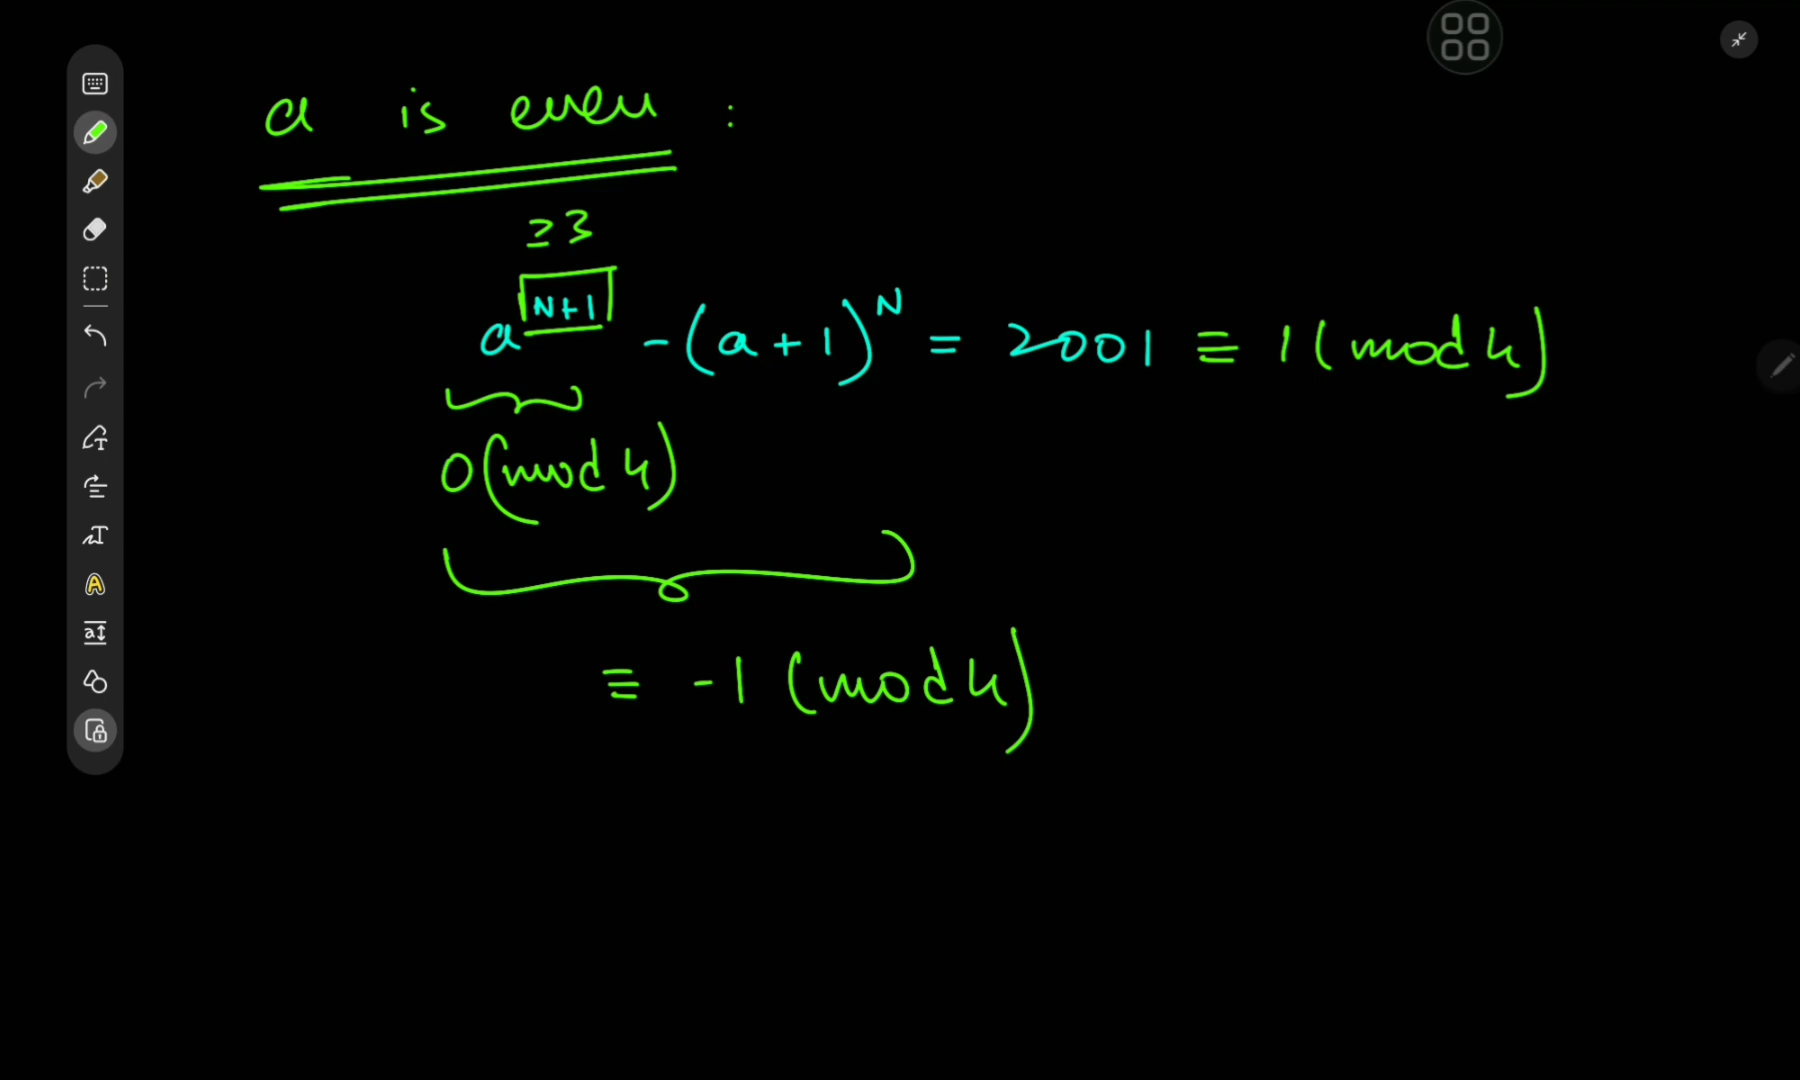 a is even :
≥3
a^{N+1} - (a+1)^N = 2001 ≡ 1 (mod 4)
0 (mod 4)
≡ -1 (mod 4)